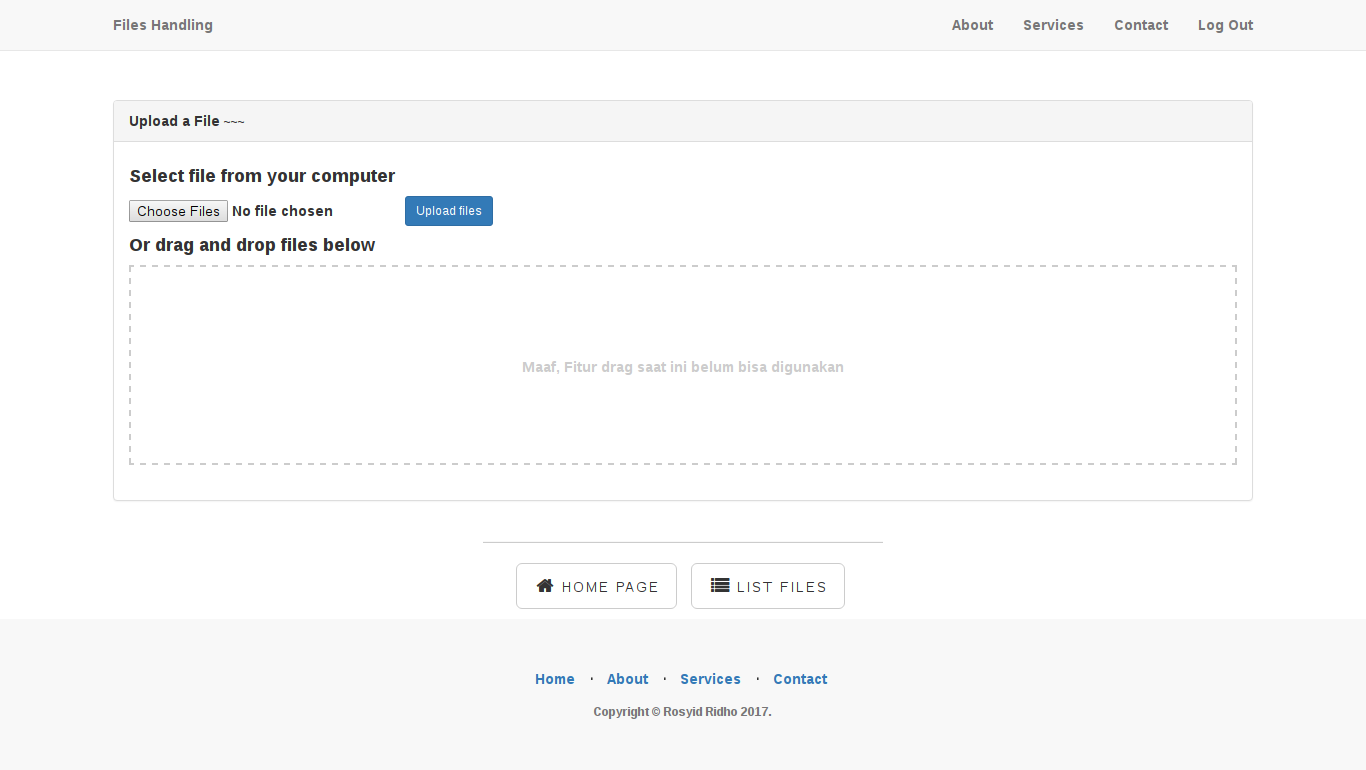 Files Handling About Services Contact Log Out
Upload a File ~~~
Select file from your computer
Choose Files No file chosen Upload files
Or drag and drop files below
Maaf, Fitur drag saat ini belum bisa digunakan
HOME PAGE LIST FILES
Home · About · Services · Contact
Copyright © Rosyid Ridho 2017.